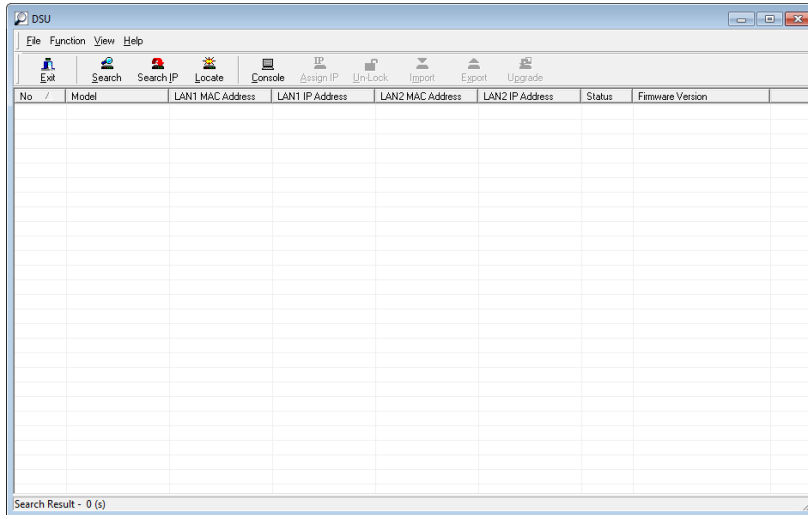 DSU
File Function View Help
Exit Search Search IP Locate Console Assign IP Un-Lock Import Export Upgrade
No / Model LAN1 MAC Address LAN1 IP Address LAN2 MAC Address LAN2 IP Address Status Firmware Version
Search Result - 0 (s)